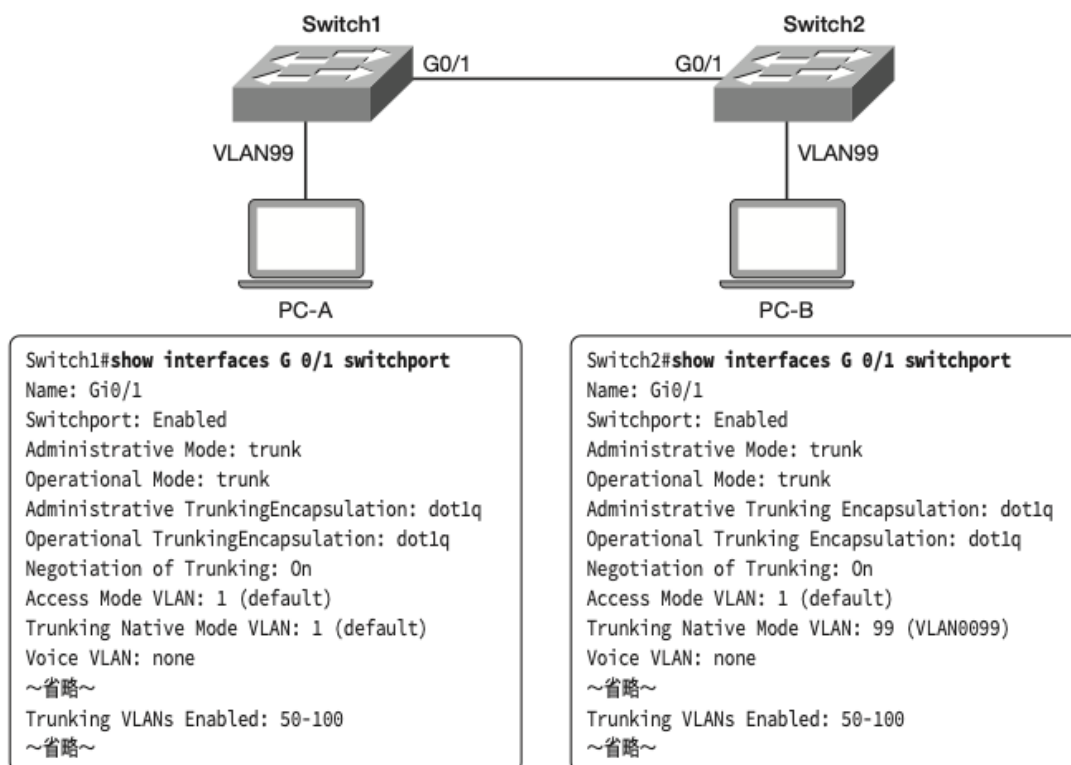 Switch1
Switch2
G0/1
G0/1
VLAN99
VLAN99
PC-A
PC-B
Switch1#show interfaces G 0/1 switchport
Name: Gi0/1
Switchport: Enabled
Administrative Mode: trunk
Operational Mode: trunk
Administrative TrunkingEncapsulation: dot1q
Operational TrunkingEncapsulation: dot1q
Negotiation of Trunking: On
Access Mode VLAN: 1 (default)
Trunking Native Mode VLAN: 1 (default)
Voice VLAN: none
～省略～
Trunking VLANs Enabled: 50-100
～省略～
Switch2#show interfaces G 0/1 switchport
Name: Gi0/1
Switchport: Enabled
Administrative Mode: trunk
Operational Mode: trunk
Administrative Trunking Encapsulation: dot1q
Operational Trunking Encapsulation: dot1q
Negotiation of Trunking: On
Access Mode VLAN: 1 (default)
Trunking Native Mode VLAN: 99 (VLAN0099)
Voice VLAN: none
～省略～
Trunking VLANs Enabled: 50-100
～省略～